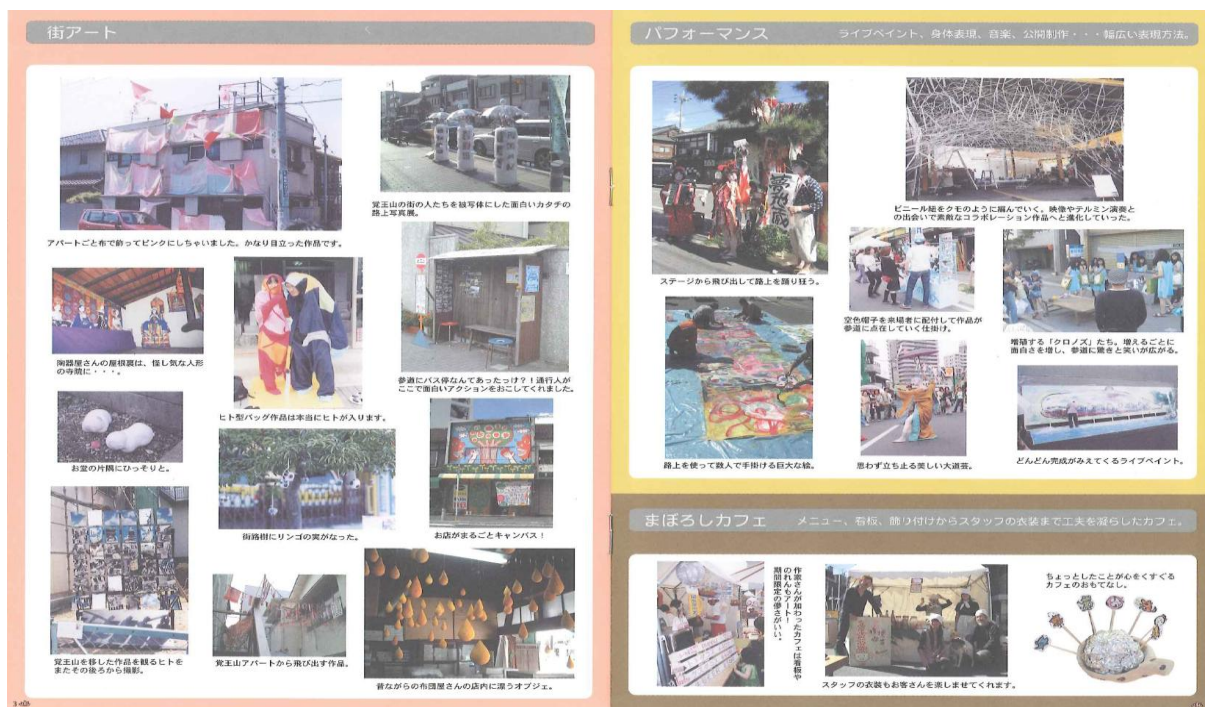 街アート
アパートごと布で飾ってピンクにしちゃいました。かなり目立った作品です。
覚王山の街の人たちを被写体にした面白いカタチの
路上写真展。
陶器屋さんの屋根裏は、怪し気な人形
の寺院に・・・。
ヒト型バッグ作品は本当にヒトが入ります。
参道にバス停なんてあったっけ?!通行人が
ここで面白いアクションをおこしてくれました。
お堂の片隅にひっそりと。
街路樹にリンゴの実がなった。
お店がまるごとキャンバス!
覚王山を移した作品を観るヒトを
またその後ろから撮影。
覚王山アパートから飛び出す作品。
昔ながらの布団屋さんの店内に漂うオブジェ。
パフォーマンス
ライブペイント、身体表現、音楽、公開制作・・・幅広い表現方法。
ステージから飛び出して路上を踊り狂う。
ビニール紐をクモのように編んでいく。映像やテルミン演奏と
の出会いで素敵なコラボレーション作品へと進化していった。
空色帽子を来場者に配付して作品が
参道に点在していく仕掛け。
増殖する「クロノズ」たち。増えるごとに
面白さを増し、参道に驚きと笑いが広がる。
路上を使って数人で手掛ける巨大な絵。
思わず立ち止る美しい大道芸。
どんどん完成がみえてくるライブペイント。
まぼろしカフェ
メニュー、看板、飾り付けからスタッフの衣装まで工夫を凝らしたカフェ。
作家さんが加わったカフェは看板や
のれんもアート!
期間限定の儚さがいい。
スタッフの衣装もお客さんを楽しませてくれます。
ちょっとしたことが心をくすぐる
カフェのおもてなし。